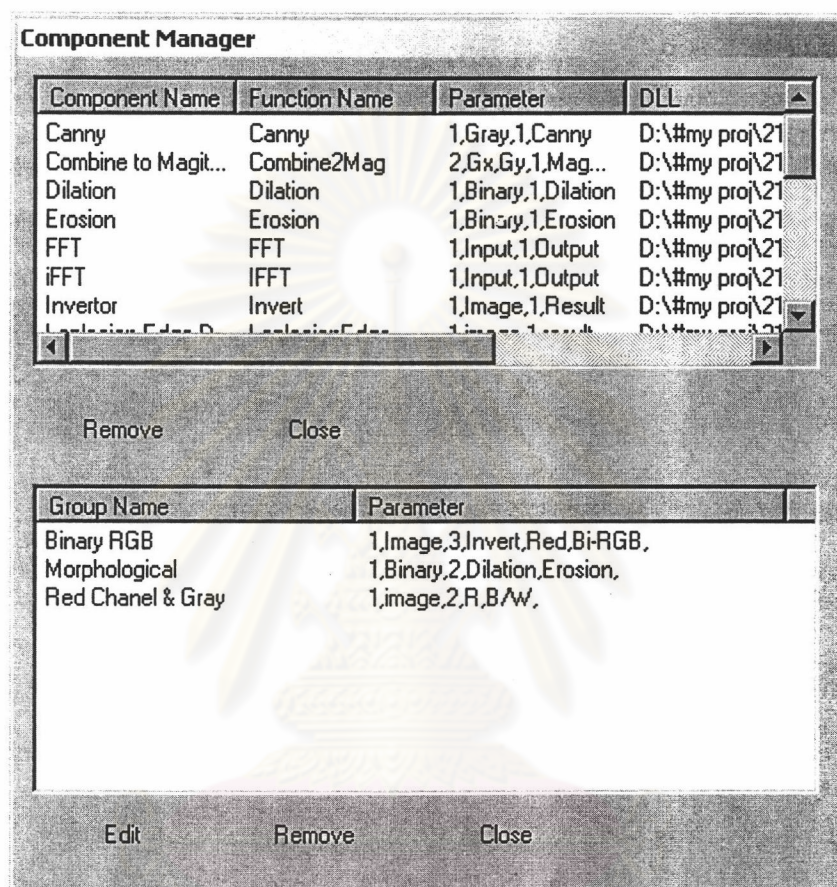 Component Manager
Component Name Function Name Parameter DLL
Canny Canny 1,Gray,1,Canny D:\#my proj\21
Combine to Magit... Combine2Mag 2,Gx,Gy,1,Mag... D:\#my proj\21
Dilation Dilation 1,Binary,1,Dilation D:\#my proj\21
Erosion Erosion 1,Binary,1,Erosion D:\#my proj\21
FFT FFT 1,Input,1,Output D:\#my proj\21
iFFT IFFT 1,Input,1,Output D:\#my proj\21
Invertor Invert 1,Image,1,Result D:\#my proj\21
Remove Close
Group Name Parameter
Binary RGB 1,Image,3,Invert,Red,Bi-RGB,
Morphological 1,Binary,2,Dilation,Erosion,
Red Chanel & Gray 1,image,2,R,B/W,
Edit Remove Close